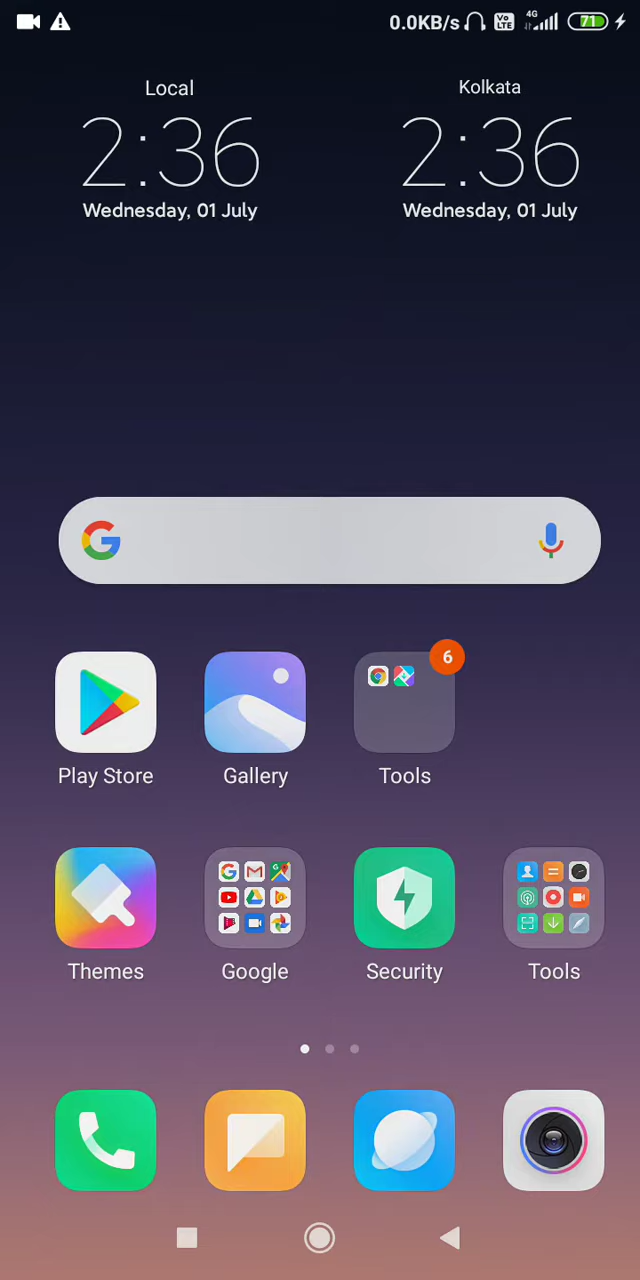 0.0KB/s Vo LTE 4G 71
Local Kolkata
2:36 2:36
Wednesday, 01 July Wednesday, 01 July
6
Play Store Gallery Tools
Themes Google Security Tools